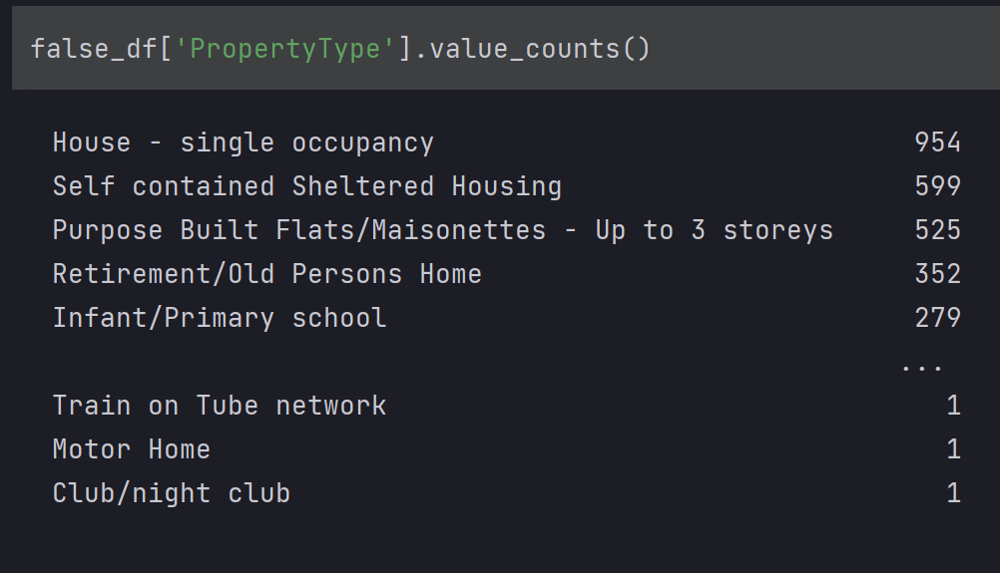 false_df['PropertyType'].value_counts()
House - single occupancy 954
Self contained Sheltered Housing 599
Purpose Built Flats/Maisonettes - Up to 3 storeys 525
Retirement/Old Persons Home 352
Infant/Primary school 279
...
Train on Tube network 1
Motor Home 1
Club/night club 1